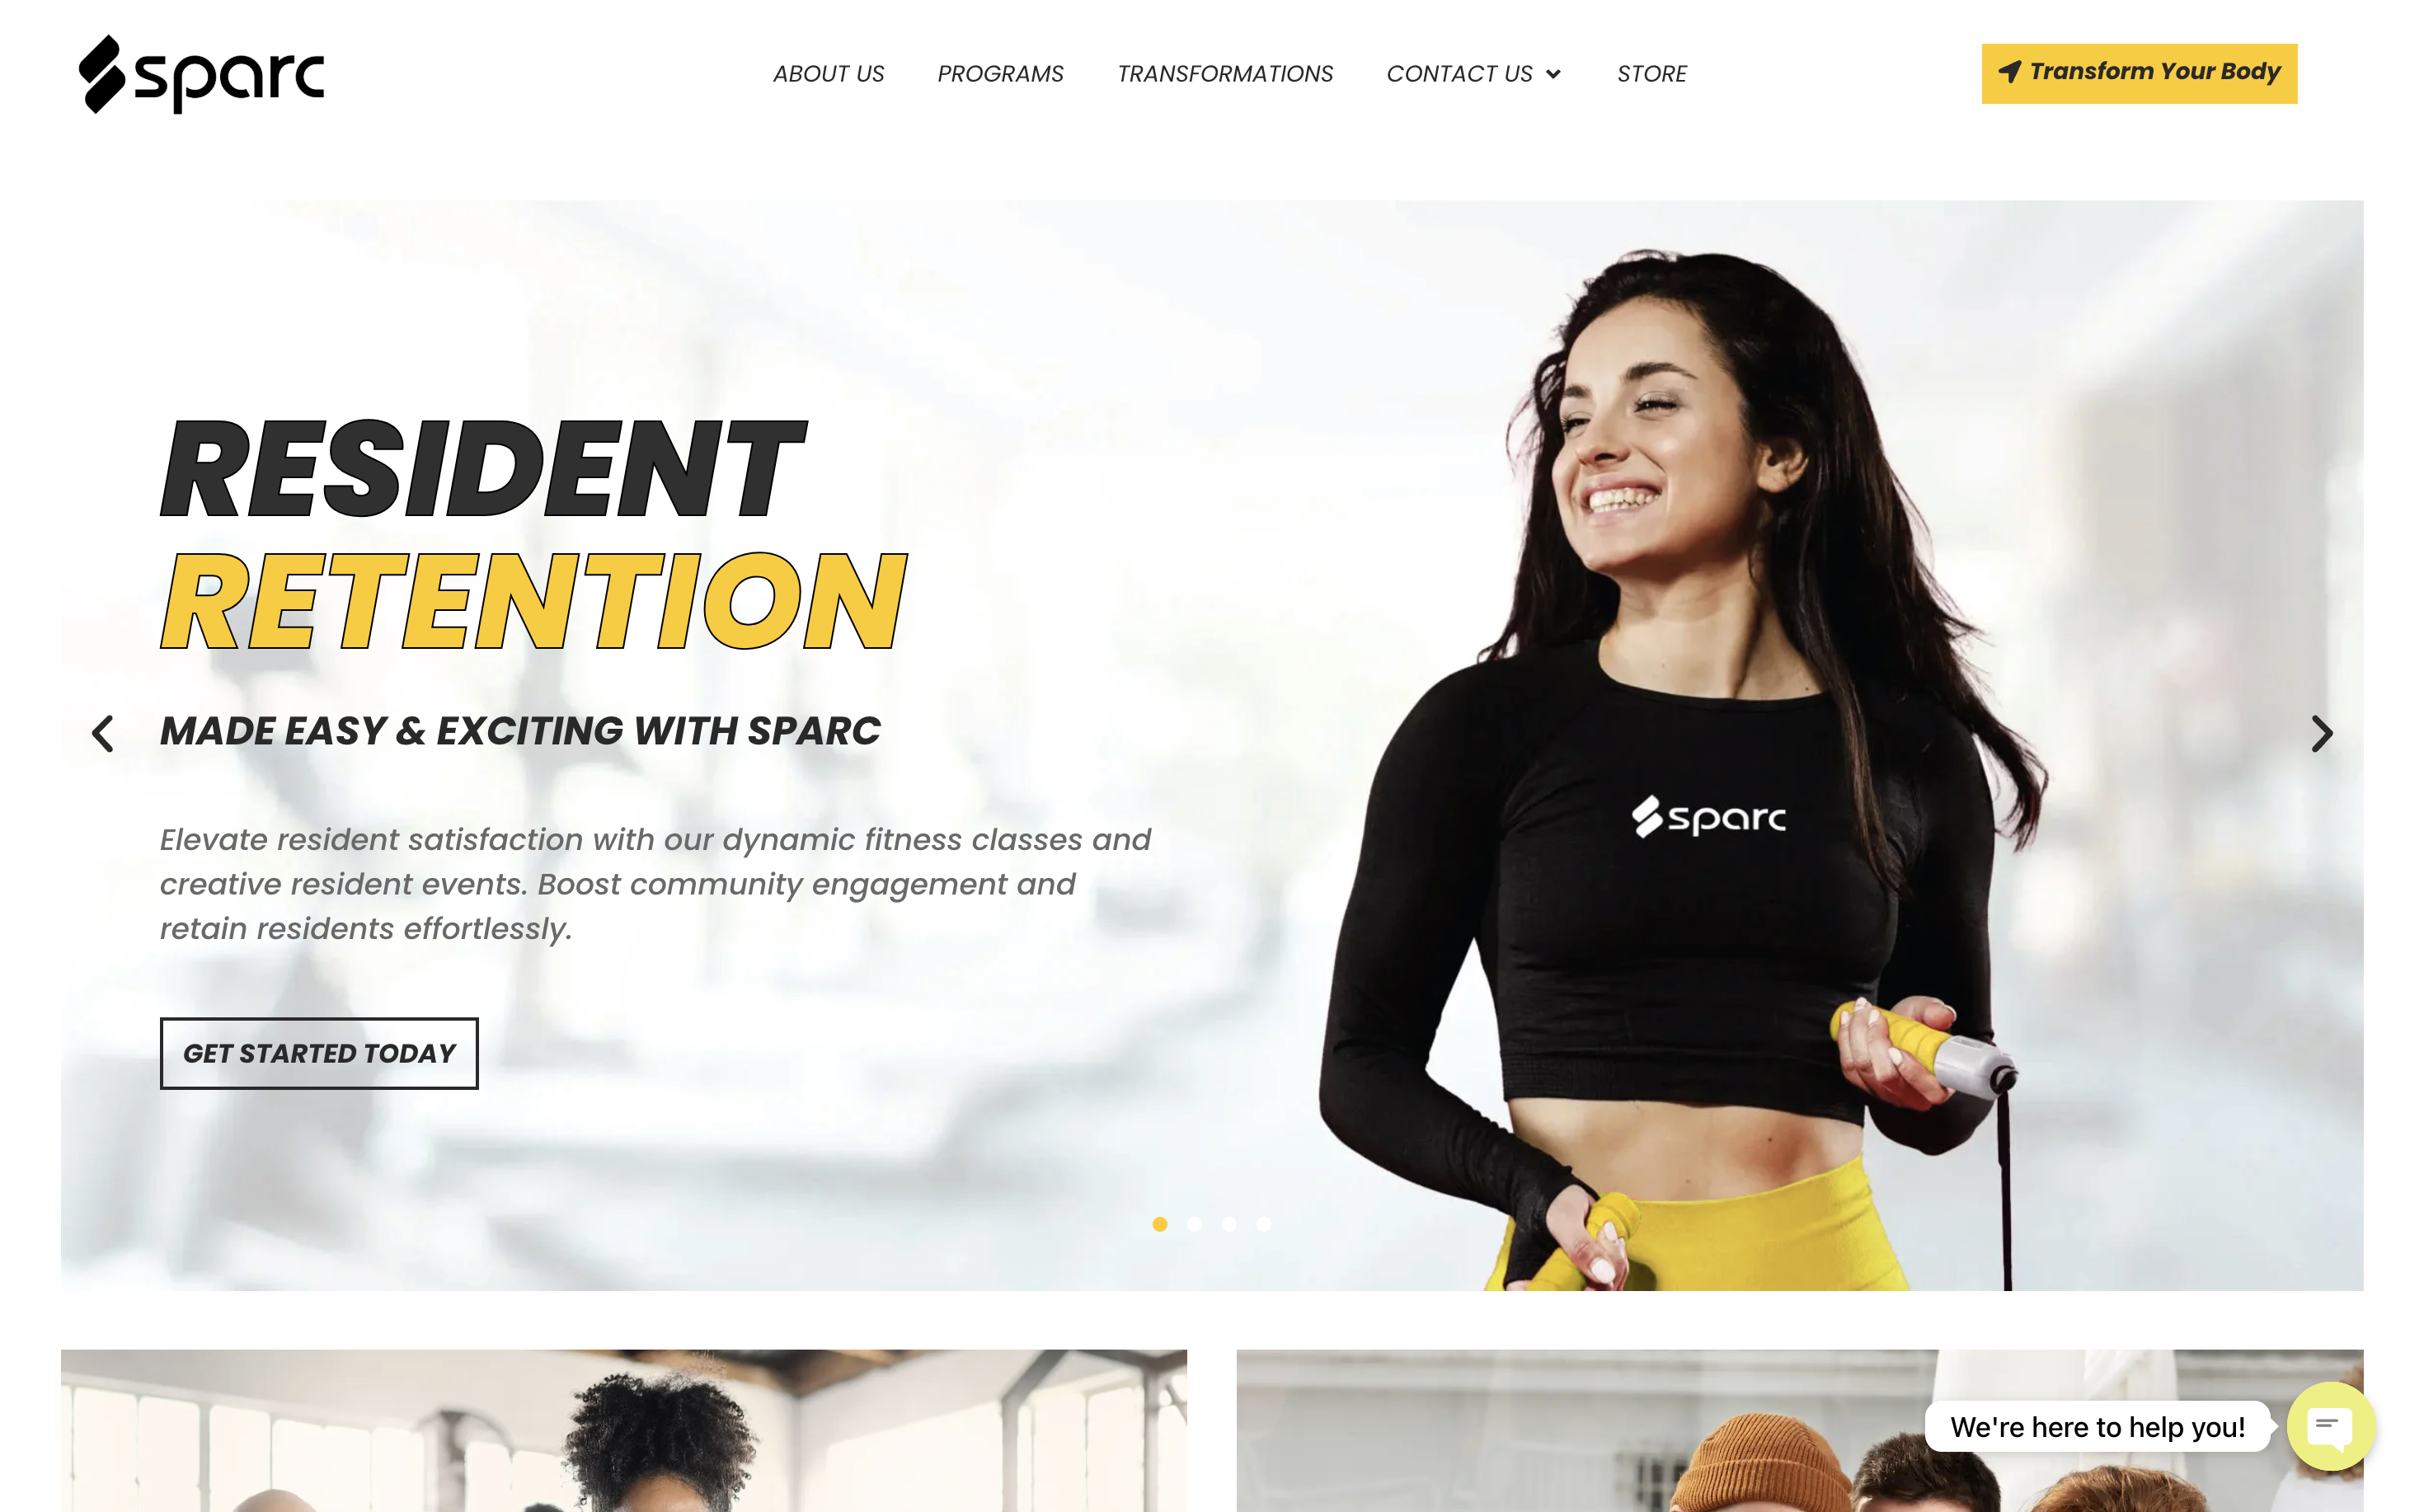 sparc
ABOUT US
PROGRAMS
TRANSFORMATIONS
CONTACT US
STORE
Transform Your Body
RESIDENT
RETENTION
MADE EASY & EXCITING WITH SPARC
Elevate resident satisfaction with our dynamic fitness classes and
creative resident events. Boost community engagement and
retain residents effortlessly.
GET STARTED TODAY
sparc
We're here to help you!